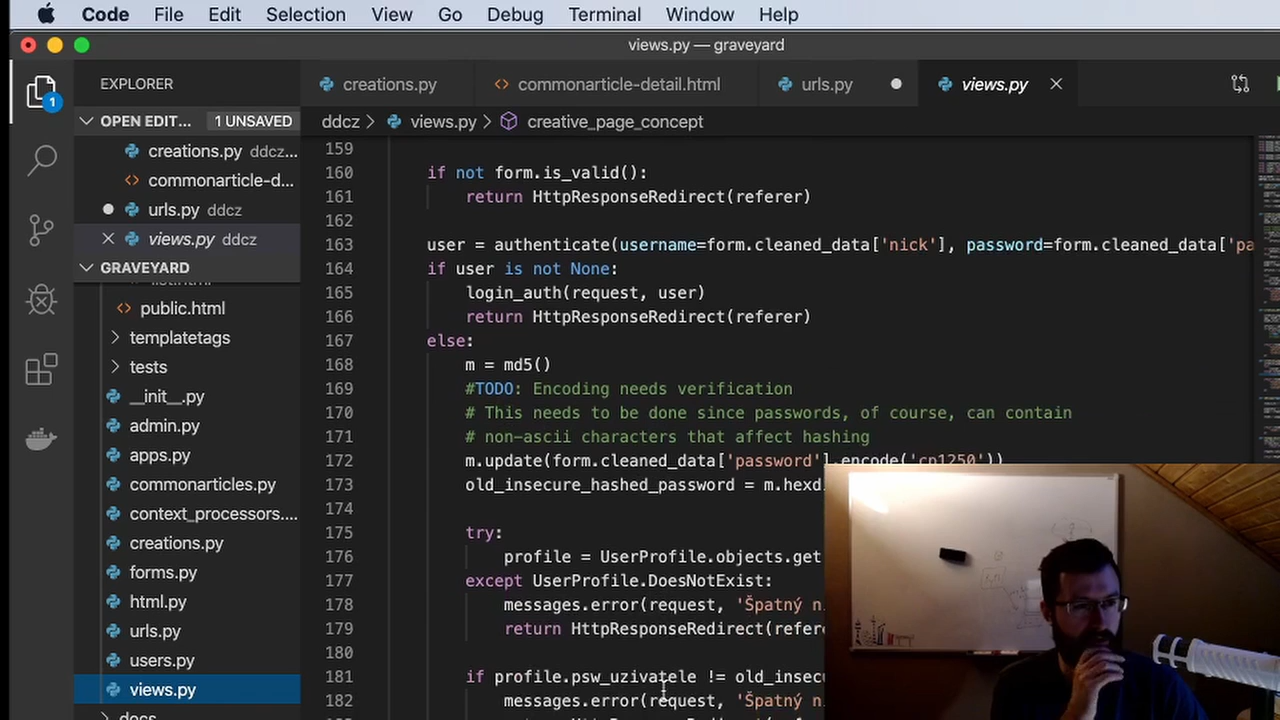 Code File Edit Selection View Go Debug Terminal Window Help
views.py — graveyard
EXPLORER
creations.py
commonarticle-detail.html
urls.py
views.py
OPEN EDIT... 1 UNSAVED
ddcz > views.py > creative_page_concept
creations.py ddcz...
commonarticle-d...
urls.py ddcz
views.py ddcz
GRAVEYARD
public.html
templatetags
tests
__init__.py
admin.py
apps.py
commonarticles.py
context_processors....
creations.py
forms.py
html.py
urls.py
users.py
views.py
docs
1
159
160 if not form.is_valid():
161 return HttpResponseRedirect(referer)
162
163 user = authenticate(username=form.cleaned_data['nick'], password=form.cleaned_data['pa
164 if user is not None:
165 login_auth(request, user)
166 return HttpResponseRedirect(referer)
167 else:
168 m = md5()
169 #TODO: Encoding needs verification
170 # This needs to be done since passwords, of course, can contain
171 # non-ascii characters that affect hashing
172 m.update(form.cleaned_data['password'].encode('cp1250'))
173 old_insecure_hashed_password = m.hexd
174
175 try:
176 profile = UserProfile.objects.get
177 except UserProfile.DoesNotExist:
178 messages.error(request, 'Špatný n
179 return HttpResponseRedirect(refer
180
181 if profile.psw_uzivatele != old_insecu
182 messages.error(request, 'Špatný n